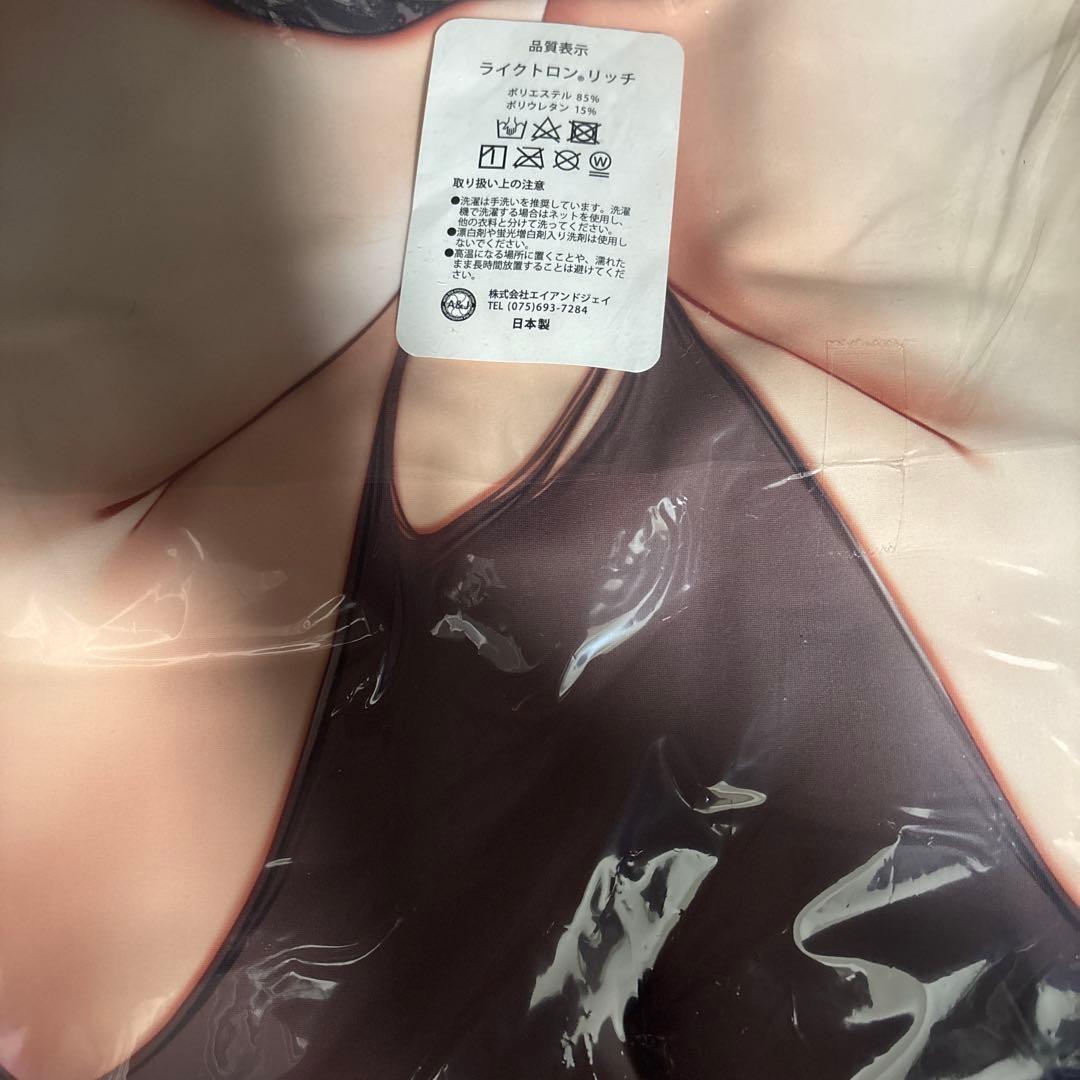 品質表示
ライクトロン®リッチ
ポリエステル 85%
ポリウレタン 15%
W
取り扱い上の注意
●洗濯は手洗いを推奨しています。洗濯
機で洗濯する場合はネットを使用し、
他の衣料と分けて洗ってください。
●漂白剤や蛍光増白剤入り洗剤は使用し
ないでください。
●高温になる場所に置くことや、濡れた
まま長時間放置することは避けてくだ
さい。
A&J
株式会社エイアンドジェイ
TEL (075)693-7284
日本製